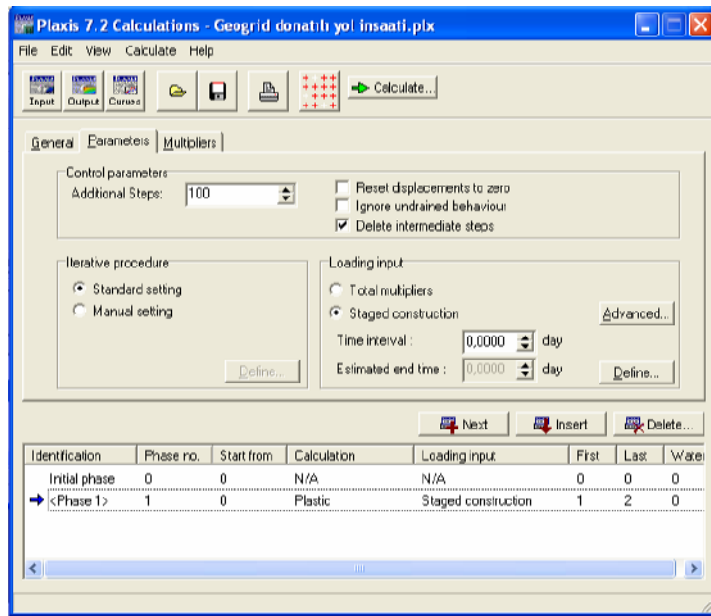 Plaxis 7.2 Calculations - Geogrid donatılı yol insaati.plx
File Edit View Calculate Help
Input Output Curves Calculate...
General Parameters Multipliers
Control parameters
Additional Steps: 100
Reset displacements to zero
Ignore undrained behaviour
Delete intermediate steps
Iterative procedure
Standard setting
Manual setting
Define...
Loading input
Total multipliers
Staged construction
Advanced...
Time interval : 0,0000 day
Estimated end time : 0,0000 day
Define...
Next Insert Delete...
Identification Phase no. Start from Calculation Loading input First Last Water
Initial phase 0 0 N/A N/A 0 0 0
<Phase 1> 1 0 Plastic Staged construction 1 2 0